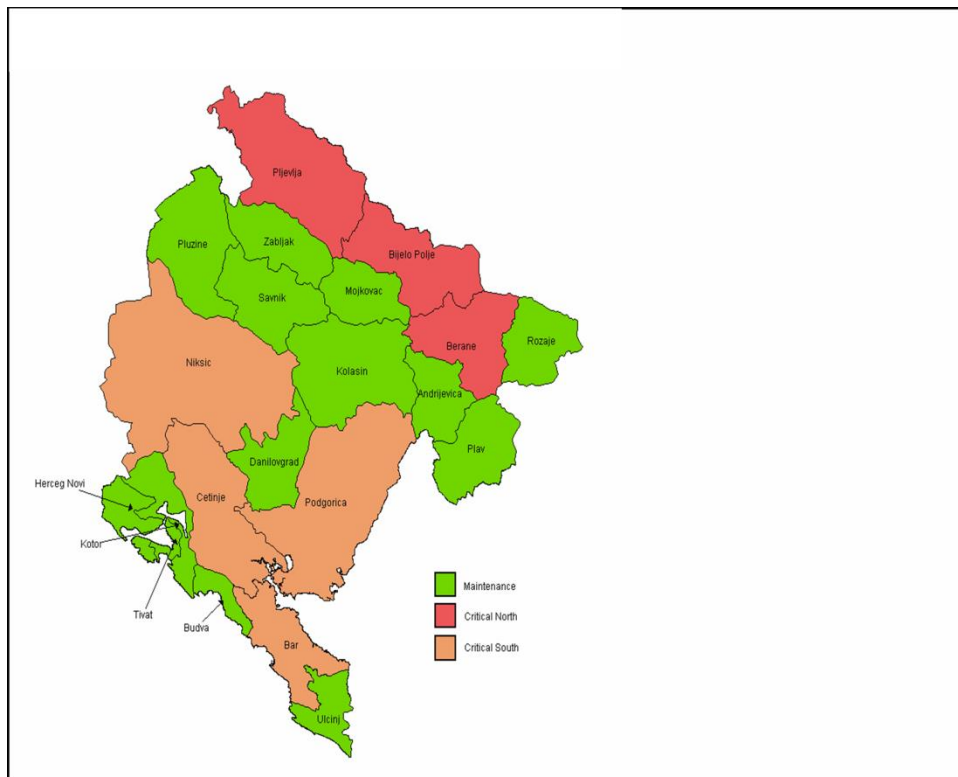 Pljevlja
Pluzine
Zabljak
Bijelo Polje
Savnik
Mojkovac
Rozaje
Berane
Niksic
Kolasin
Andrijevica
Plav
Danilovgrad
Herceg Novi
Cetinje
Podgorica
Kotor
Tivat
Budva
Bar
Ulcinj
Maintenance
Critical North
Critical South